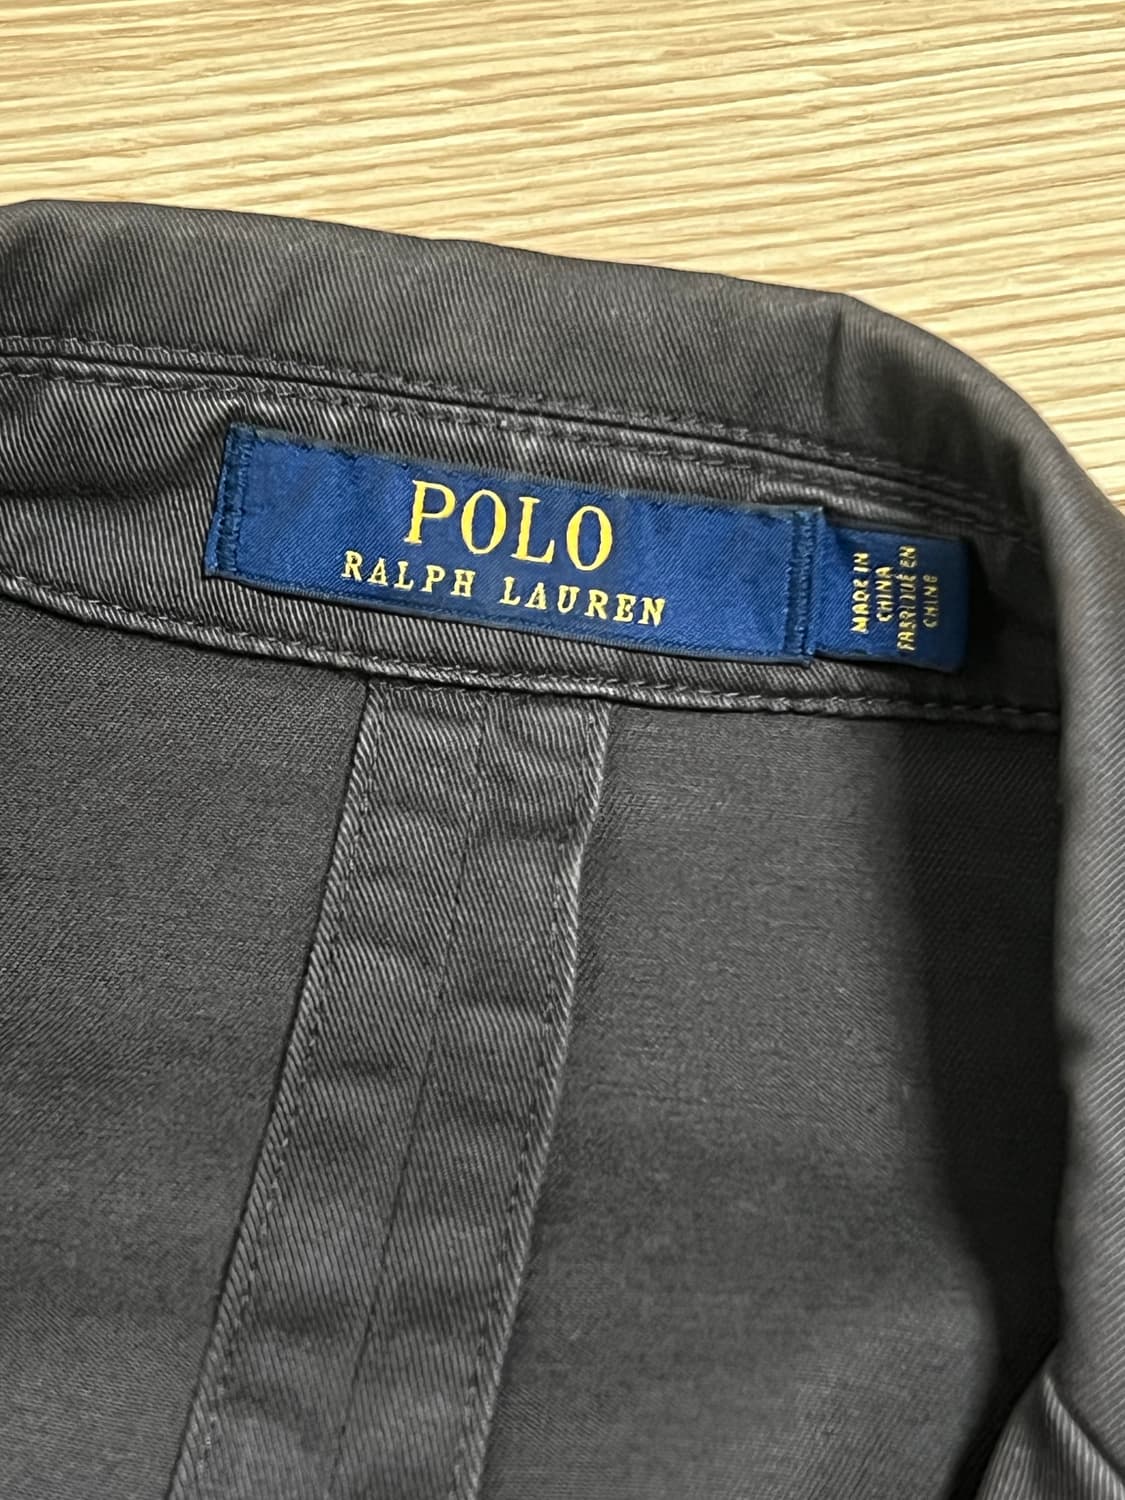 POLO
RALPH LAUREN
MADE IN
CHINA
FABRIQUÉ EN
CHINE